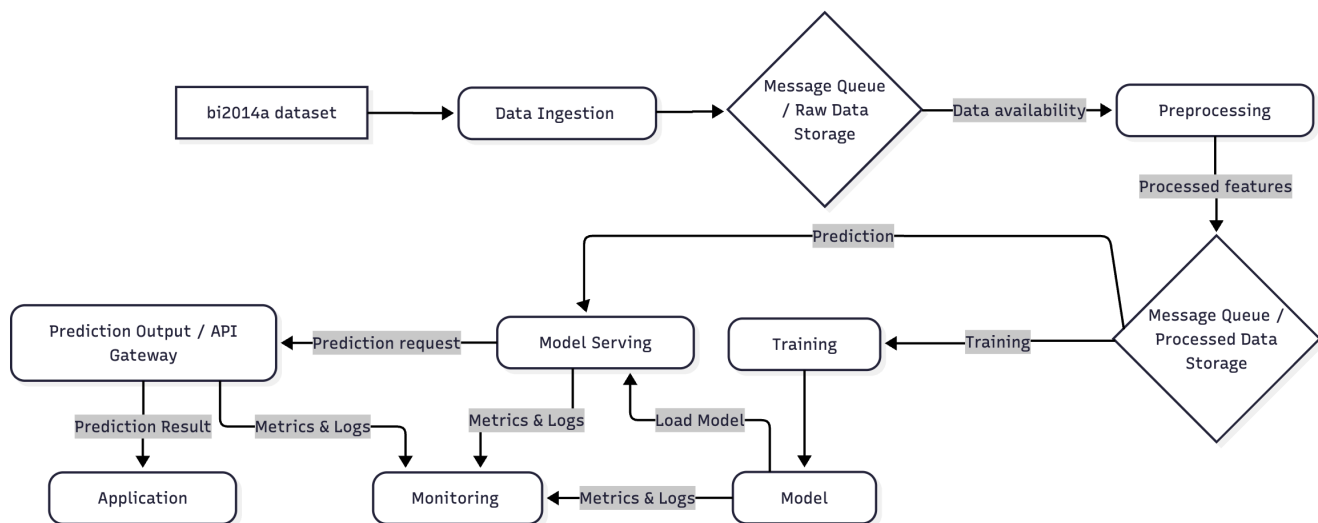 bi2014a dataset
Data Ingestion
Message Queue
/ Raw Data
Storage
Data availability
Preprocessing
Processed features
Prediction
Message Queue /
Processed Data
Storage
Prediction Output / API
Gateway
Prediction request
Model Serving
Training
Training
Prediction Result
Metrics & Logs
Metrics & Logs
Load Model
Application
Monitoring
Metrics & Logs
Model